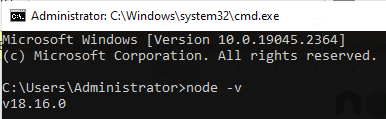 Administrator: C:\Windows\system32\cmd.exe
Microsoft Windows [Version 10.0.19045.2364]
(c) Microsoft Corporation. All rights reserved.
C:\Users\Administrator>node -v
v18.16.0